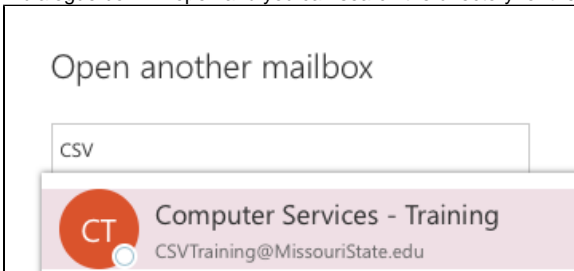 Open another mailbox
CSV
CT
Computer Services - Training
CSVTraining@MissouriState.edu